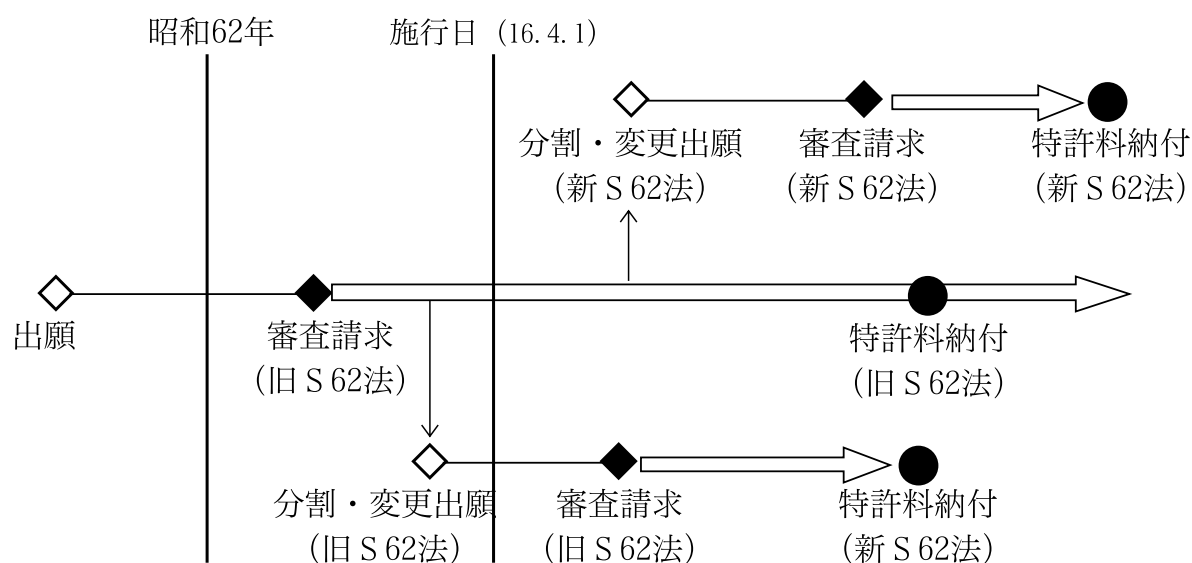 昭和62年
施行日（16.4.1）
分割・変更出願
（新Ｓ62法）
審査請求
（新Ｓ62法）
特許料納付
（新Ｓ62法）
出願
審査請求
（旧Ｓ62法）
特許料納付
（旧Ｓ62法）
分割・変更出願
（旧Ｓ62法）
審査請求
（旧Ｓ62法）
特許料納付
（新Ｓ62法）